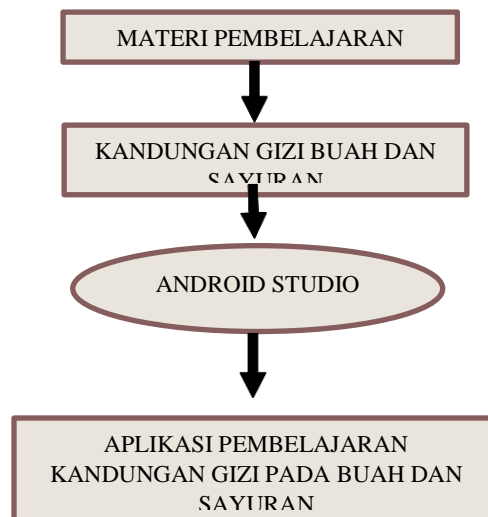 MATERI PEMBELAJARAN
KANDUNGAN GIZI BUAH DAN
SAYURAN
ANDROID STUDIO
APLIKASI PEMBELAJARAN
KANDUNGAN GIZI PADA BUAH DAN
SAYURAN